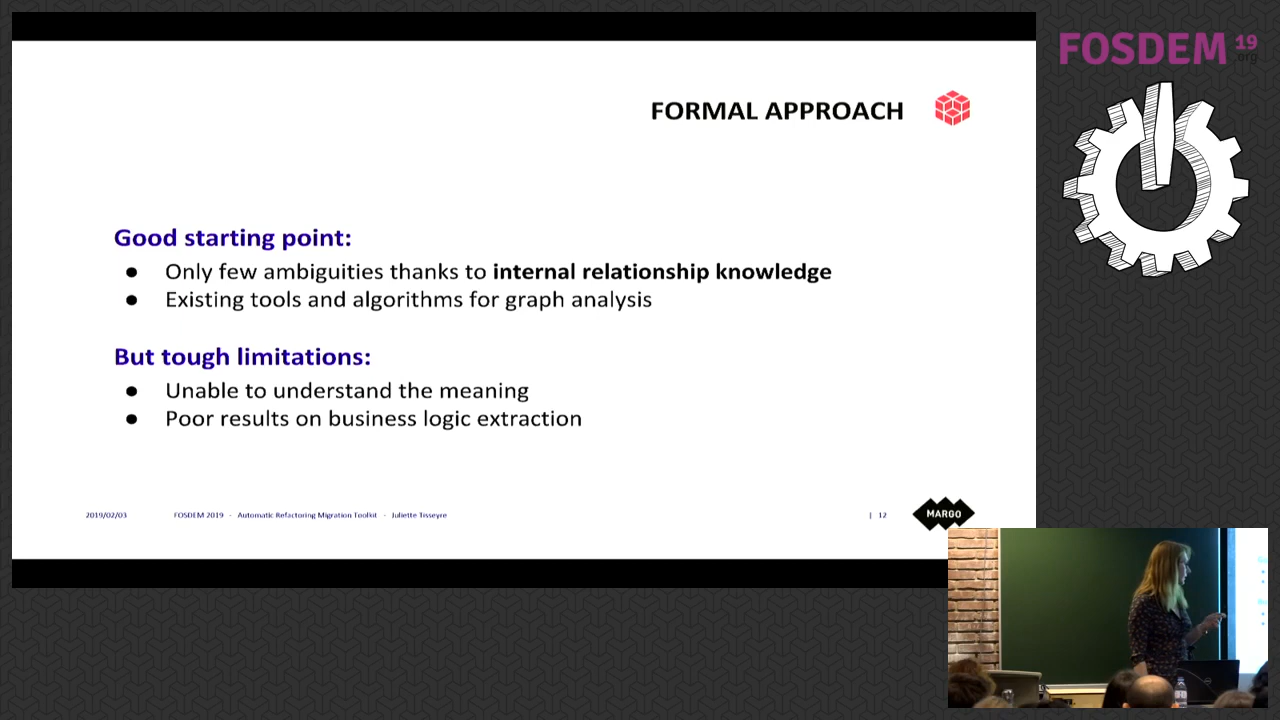 FORMAL APPROACH
Good starting point:
● Only few ambiguities thanks to internal relationship knowledge
● Existing tools and algorithms for graph analysis
But tough limitations:
● Unable to understand the meaning
● Poor results on business logic extraction
2019/02/03 FOSDEM 2019 - Automatic Refactoring Migration Toolkit - Juliette Tisseyre | 12
MARGO
FOSDEM 19
.org